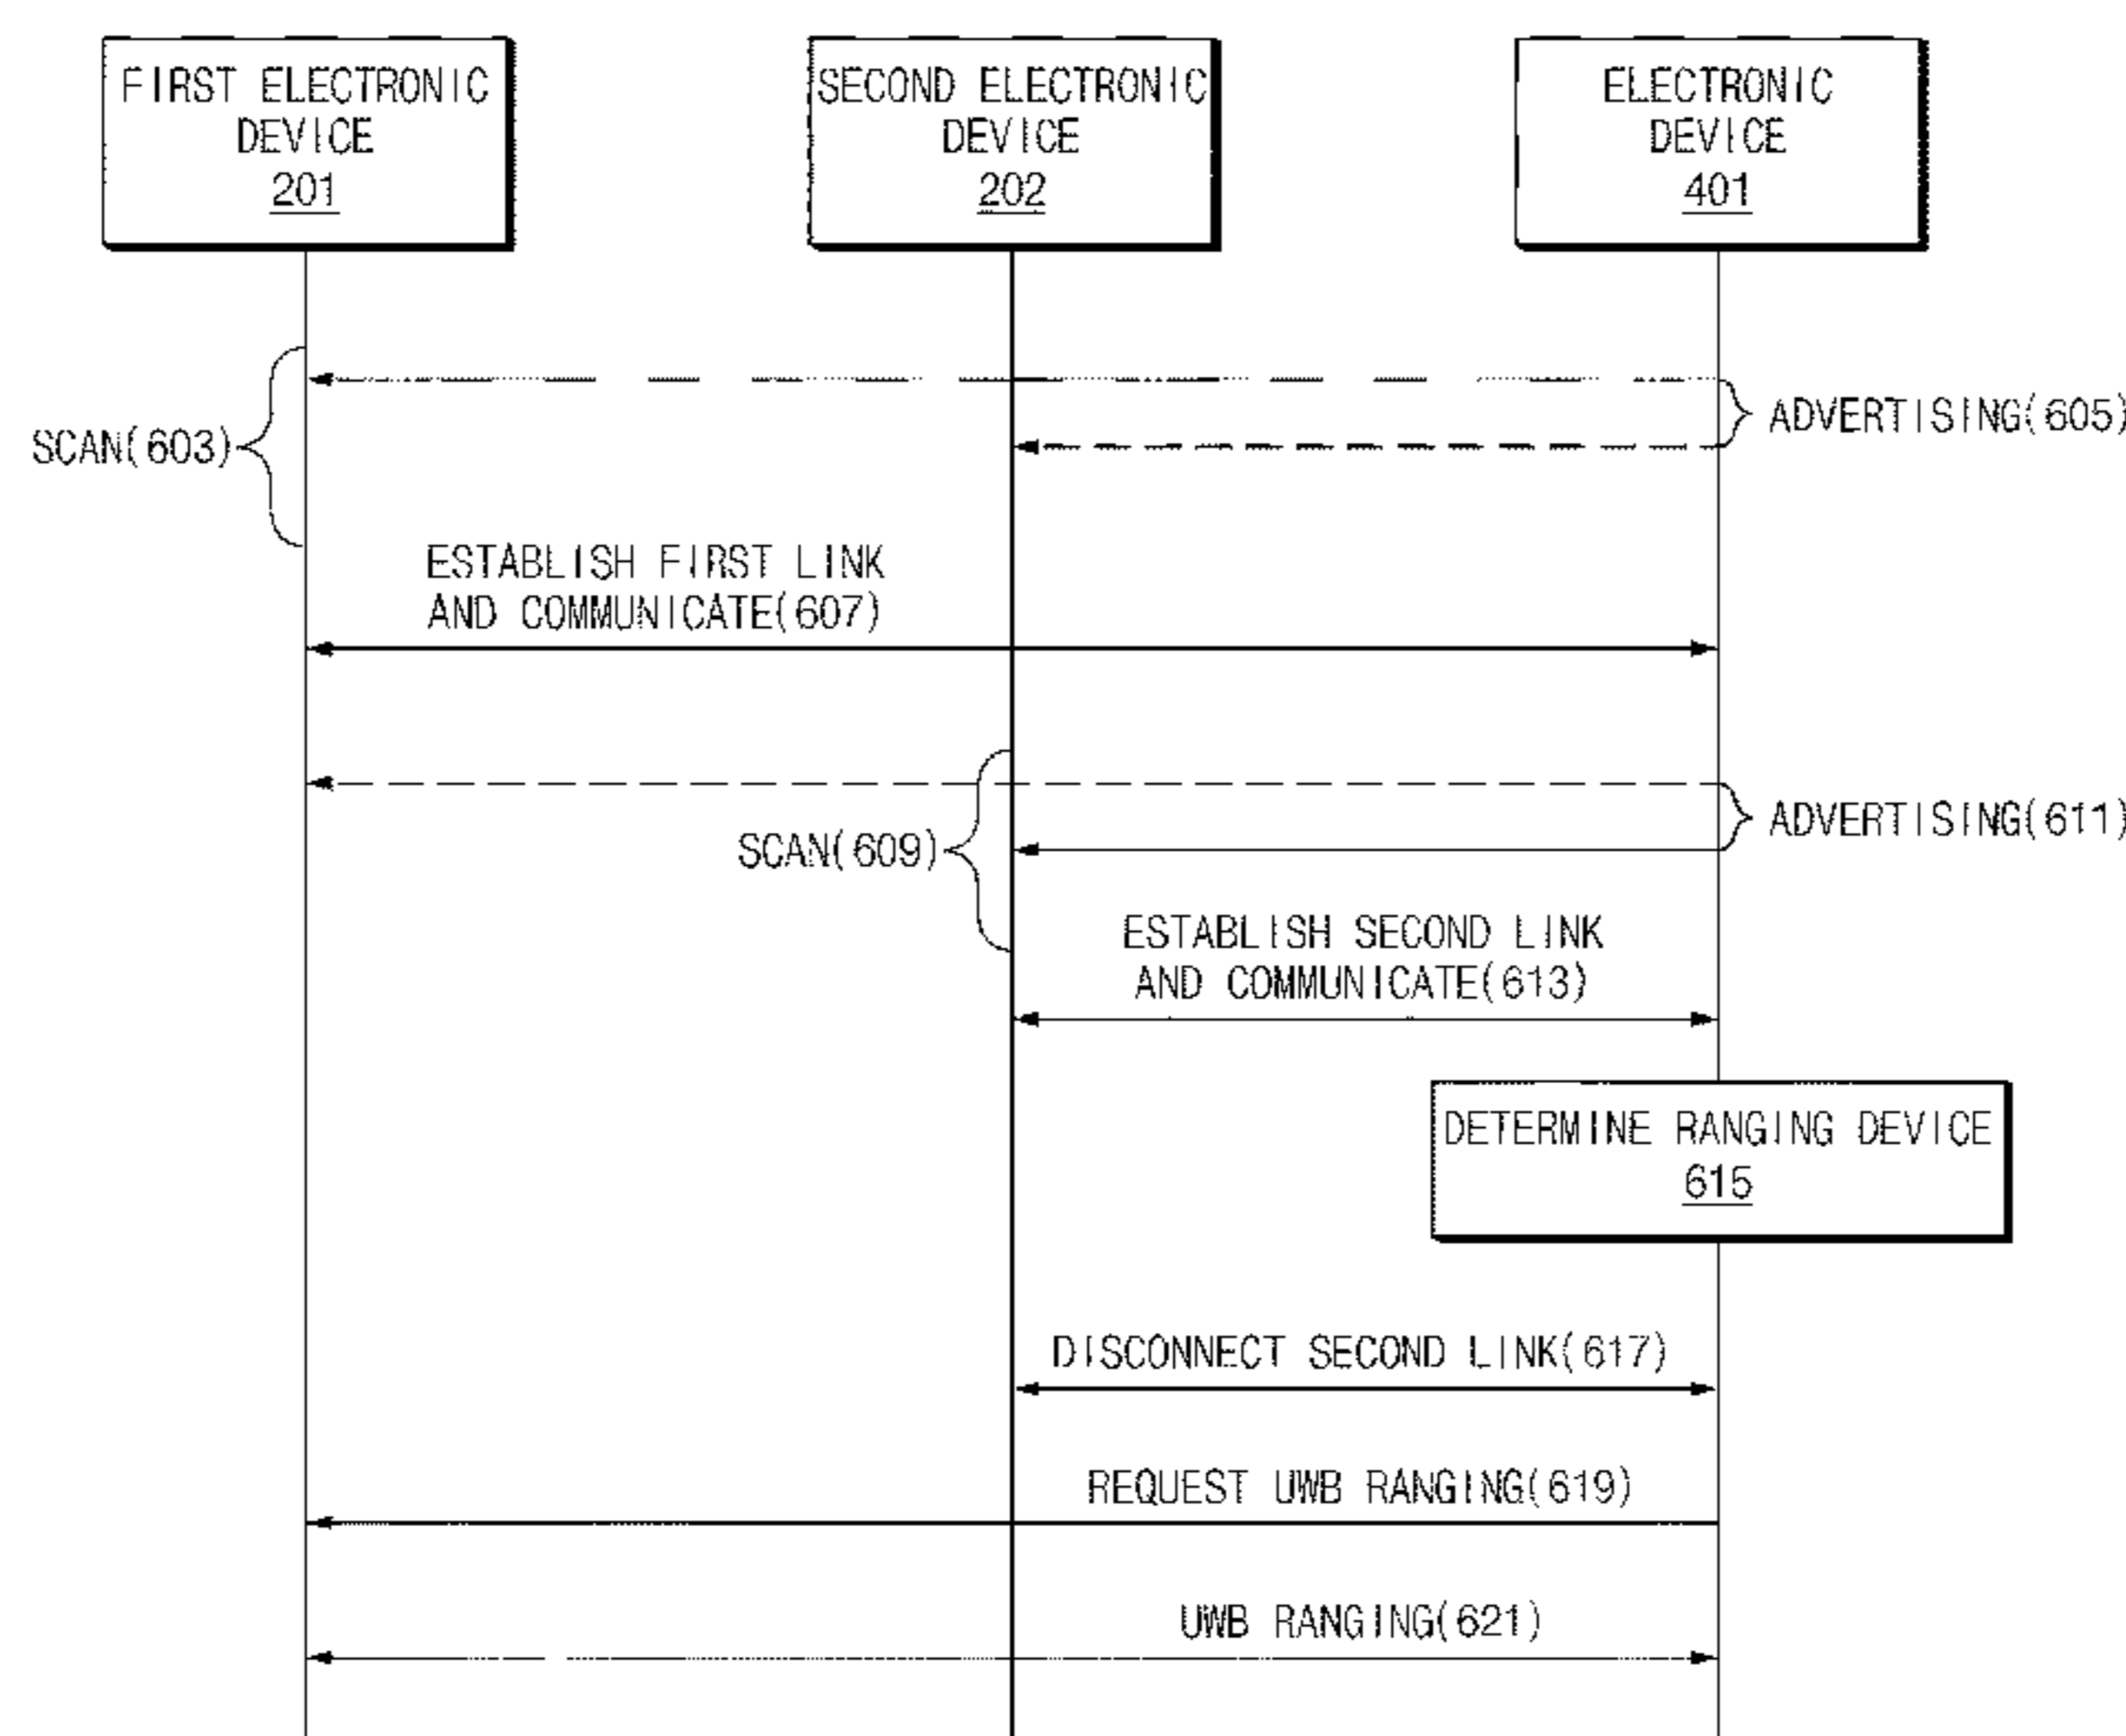 FIRST ELECTRONIC
DEVICE
201
SECOND ELECTRONIC
DEVICE
202
ELECTRONIC
DEVICE
401
ADVERTISING(605)
SCAN(603)
ESTABLISH FIRST LINK
AND COMMUNICATE(607)
ADVERTISING(611)
SCAN(609)
ESTABLISH SECOND LINK
AND COMMUNICATE(613)
DETERMINE RANGING DEVICE
615
DISCONNECT SECOND LINK(617)
REQUEST UWB RANGING(619)
UWB RANGING(621)